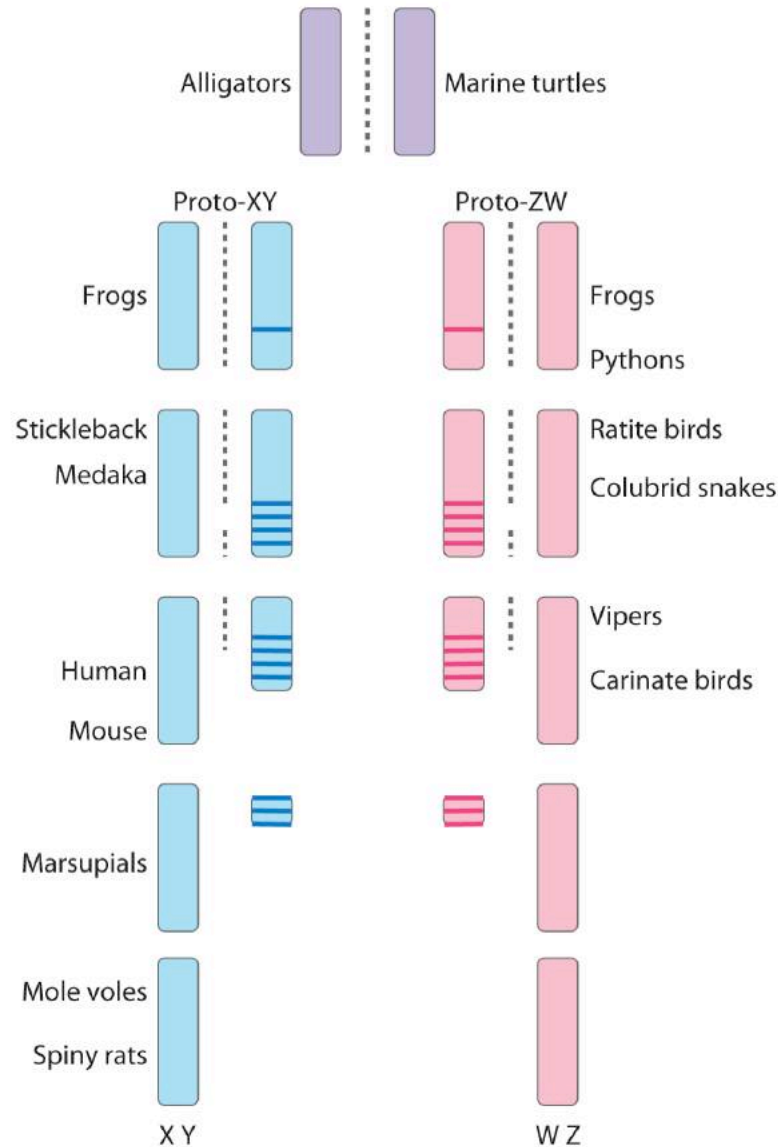 Alligators
Marine turtles
Proto-XY
Proto-ZW
Frogs
Frogs
Pythons
Stickleback
Medaka
Ratite birds
Colubrid snakes
Human
Mouse
Vipers
Carinate birds
Marsupials
Mole voles
Spiny rats
X Y
W Z